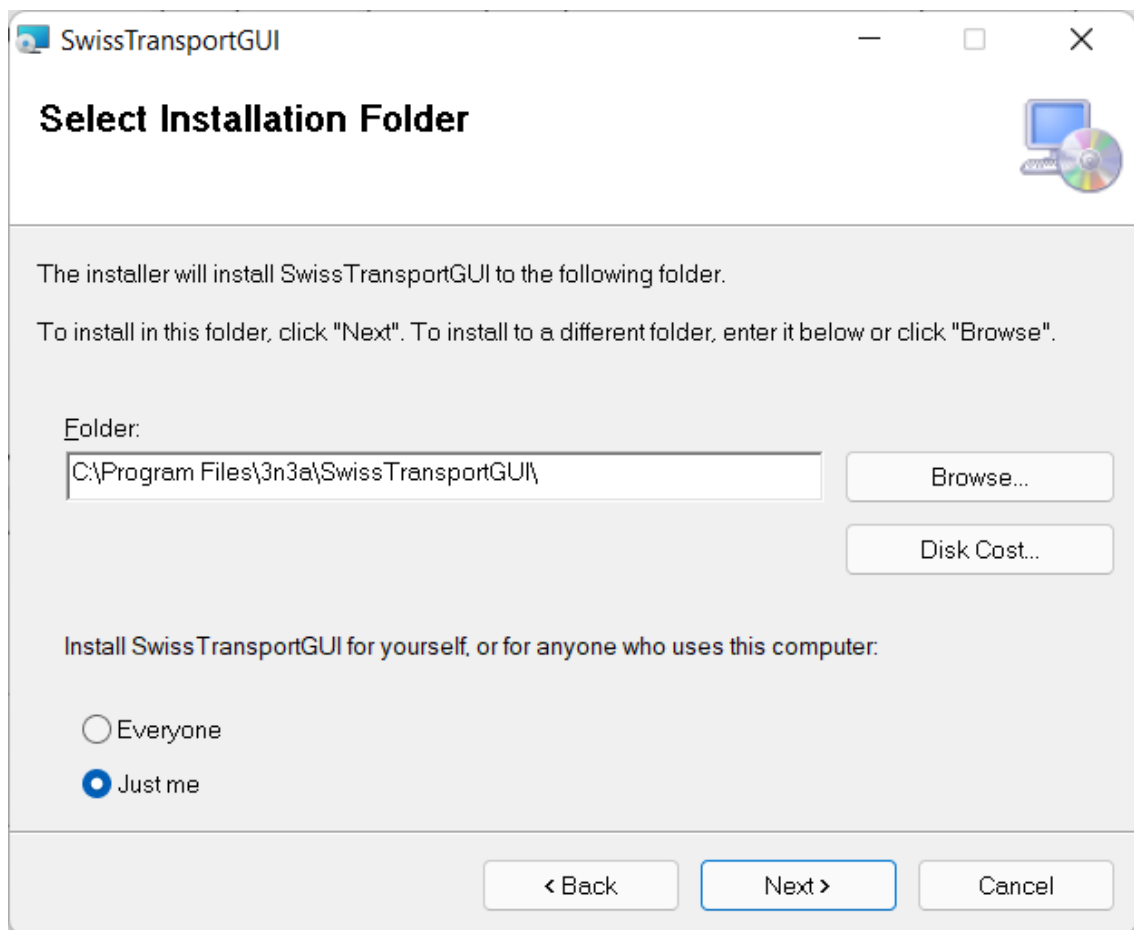 SwissTransportGUI
Select Installation Folder
The installer will install SwissTransportGUI to the following folder.
To install in this folder, click "Next". To install to a different folder, enter it below or click "Browse".
Folder:
C:\Program Files\3n3a\SwissTransportGUI\
Browse...
Disk Cost...
Install SwissTransportGUI for yourself, or for anyone who uses this computer:
Everyone
Just me
< Back
Next >
Cancel